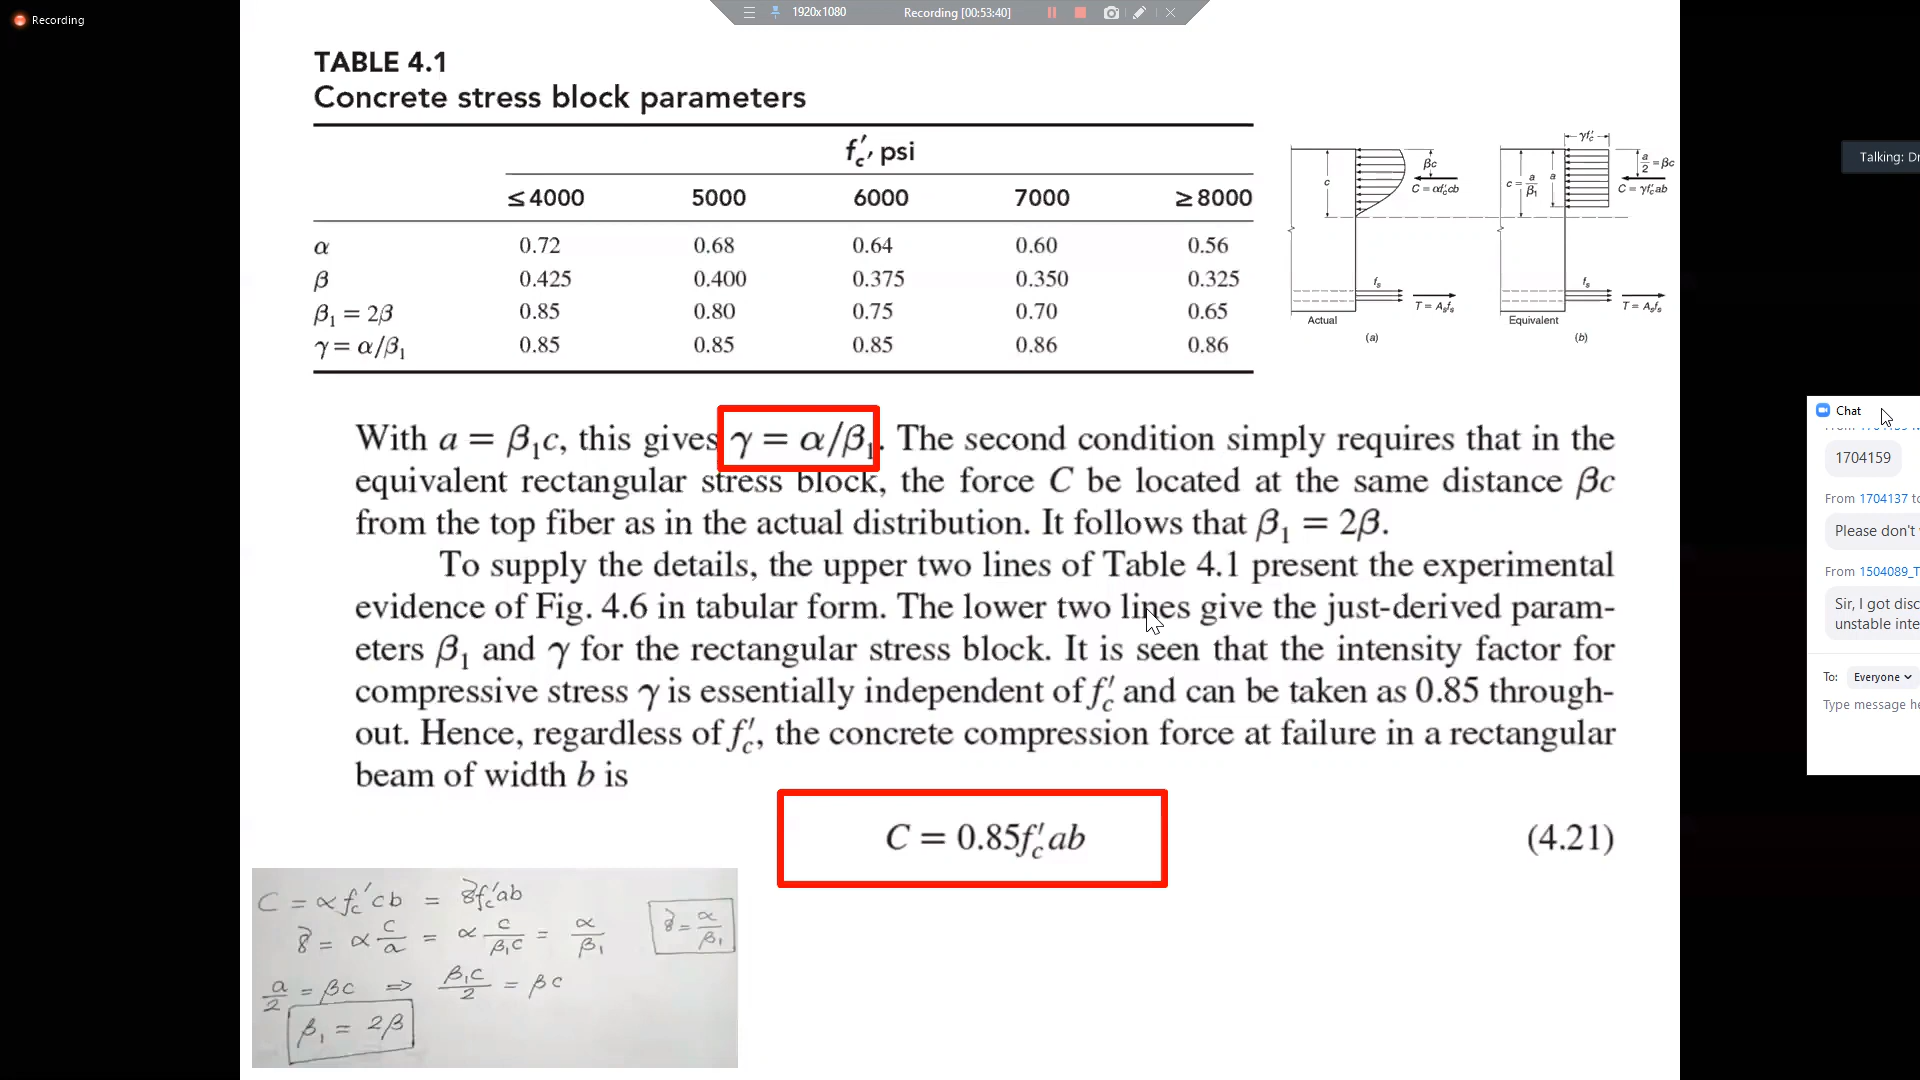 Recording
1920x1080
Recording [00:53:40]
TABLE 4.1
Concrete stress block parameters
f′c, psi
≤4000 5000 6000 7000 ≥8000
α 0.72 0.68 0.64 0.60 0.56
β 0.425 0.400 0.375 0.350 0.325
β₁ = 2β 0.85 0.80 0.75 0.70 0.65
γ = α/β₁ 0.85 0.85 0.85 0.86 0.86
c
βc
C = αf′c cb
fs
T = Asfs
Actual
(a)
γf′c
c = a/β₁
a
a/2 = βc
C = γf′c ab
fs
T = Asfs
Equivalent
(b)
With a = β₁c, this gives γ = α/β₁. The second condition simply requires that in the
equivalent rectangular stress block, the force C be located at the same distance βc
from the top fiber as in the actual distribution. It follows that β₁ = 2β.
To supply the details, the upper two lines of Table 4.1 present the experimental
evidence of Fig. 4.6 in tabular form. The lower two lines give the just-derived param-
eters β₁ and γ for the rectangular stress block. It is seen that the intensity factor for
compressive stress γ is essentially independent of f′c and can be taken as 0.85 through-
out. Hence, regardless of f′c, the concrete compression force at failure in a rectangular
beam of width b is
C = 0.85f′c ab (4.21)
C = αf′c cb = γf′c ab
γ = α c/a = α c/β₁c = α/β₁
γ = α/β₁
a/2 = βc ⇒ β₁c/2 = βc
β₁ = 2β
Talking: D
Chat
1704159
From 1704137 to
Please don't
From 1504089_T
Sir, I got disc
unstable inte
To: Everyone
Type message he